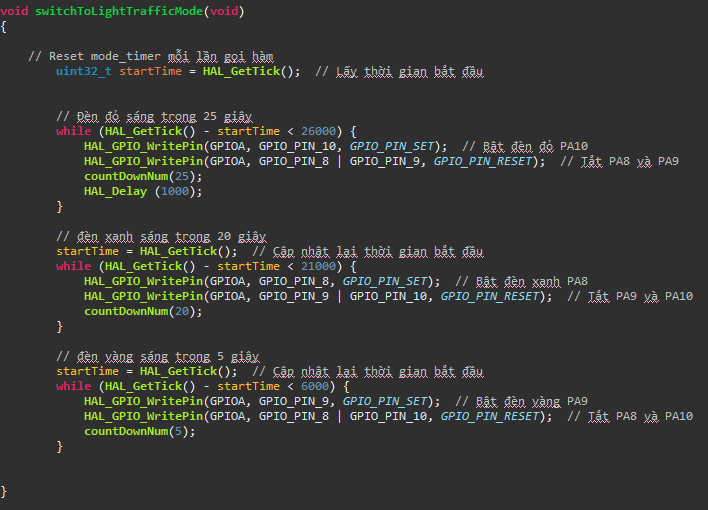 void switchToLightTrafficMode(void)
{
// Reset mode_timer mỗi lần gọi hàm
uint32_t startTime = HAL_GetTick();  // Lấy thời gian bắt đầu
// Đèn đỏ sáng trong 25 giây
while (HAL_GetTick() - startTime < 26000) {
HAL_GPIO_WritePin(GPIOA, GPIO_PIN_10, GPIO_PIN_SET);  // Bật đèn đỏ PA10
HAL_GPIO_WritePin(GPIOA, GPIO_PIN_8 | GPIO_PIN_9, GPIO_PIN_RESET);  // Tắt PA8 và PA9
countDownNum(25);
HAL_Delay (1000);
}
// đèn xanh sáng trong 20 giây
startTime = HAL_GetTick();  // Cập nhật lại thời gian bắt đầu
while (HAL_GetTick() - startTime < 21000) {
HAL_GPIO_WritePin(GPIOA, GPIO_PIN_8, GPIO_PIN_SET);  // Bật đèn xanh PA8
HAL_GPIO_WritePin(GPIOA, GPIO_PIN_9 | GPIO_PIN_10, GPIO_PIN_RESET);  // Tắt PA9 và PA10
countDownNum(20);
}
// đèn vàng sáng trong 5 giây
startTime = HAL_GetTick();  // Cập nhật lại thời gian bắt đầu
while (HAL_GetTick() - startTime < 6000) {
HAL_GPIO_WritePin(GPIOA, GPIO_PIN_9, GPIO_PIN_SET);  // Bật đèn vàng PA9
HAL_GPIO_WritePin(GPIOA, GPIO_PIN_8 | GPIO_PIN_10, GPIO_PIN_RESET);  // Tắt PA8 và PA10
countDownNum(5);
}
}